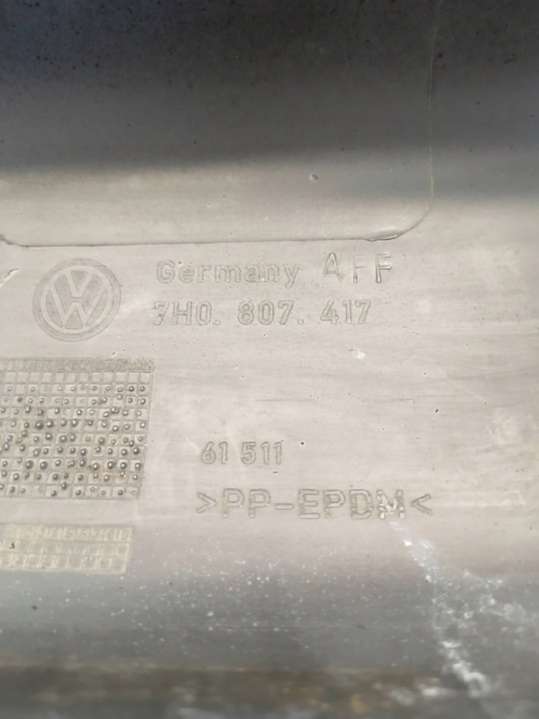 Germany AFF
7H0. 807. 417
61 511
>PP-EPDM<